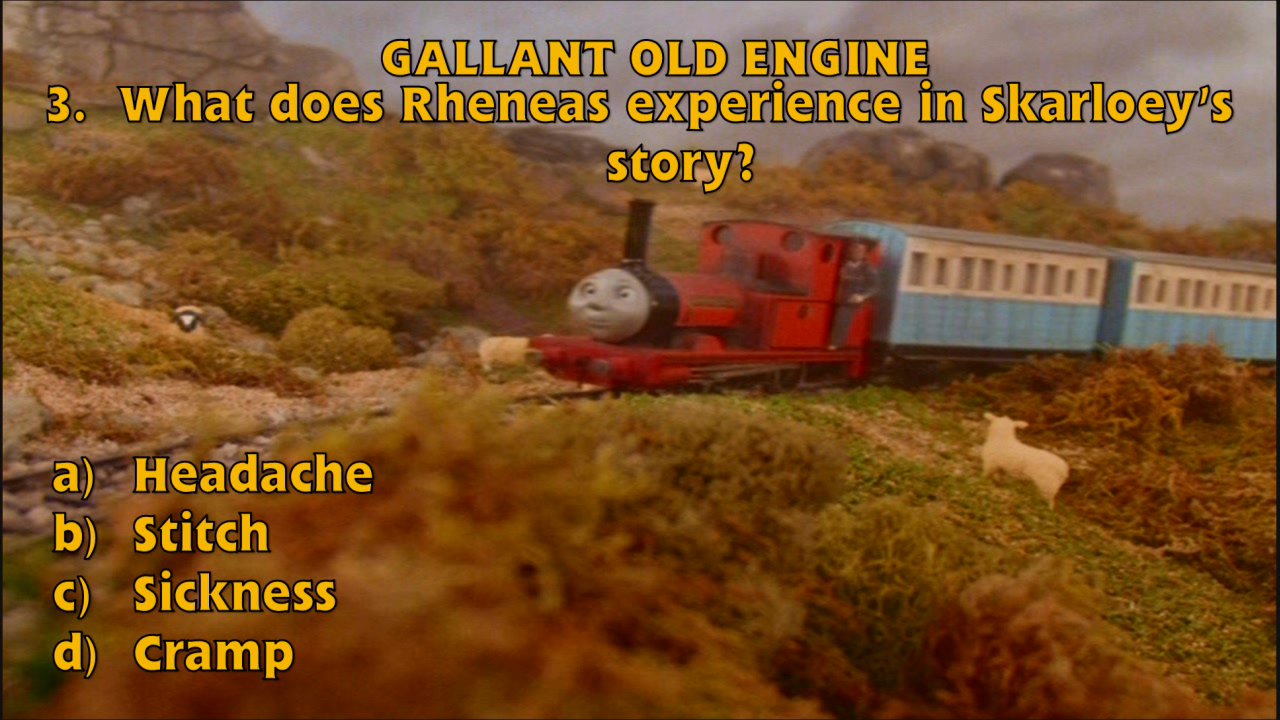 GALLANT OLD ENGINE
3. What does Rheneas experience in Skarloey's
story?
a) Headache
b) Stitch
c) Sickness
d) Cramp